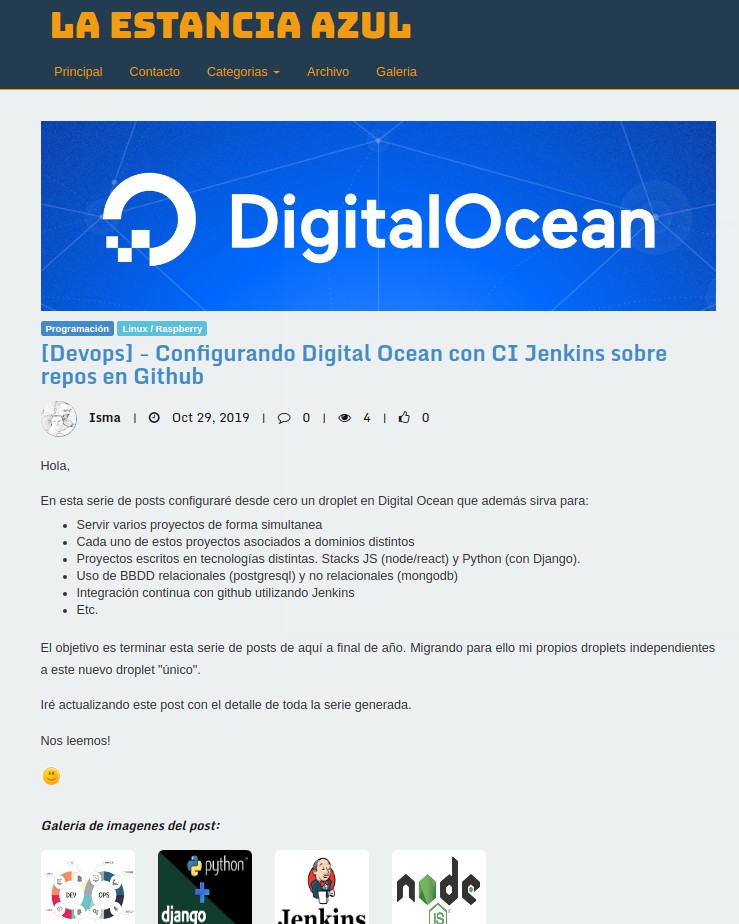 LA ESTANCIA AZUL
Principal Contacto Categorias Archivo Galeria
DigitalOcean
Programación Linux / Raspberry
[Devops] - Configurando Digital Ocean con CI Jenkins sobre
repos en Github
Isma | Oct 29, 2019 | 0 | 4 | 0
Hola,
En esta serie de posts configuraré desde cero un droplet en Digital Ocean que además sirva para:
• Servir varios proyectos de forma simultanea
• Cada uno de estos proyectos asociados a dominios distintos
• Proyectos escritos en tecnologías distintas. Stacks JS (node/react) y Python (con Django).
• Uso de BBDD relacionales (postgresql) y no relacionales (mongodb)
• Integración continua con github utilizando Jenkins
• Etc.
El objetivo es terminar esta serie de posts de aquí a final de año. Migrando para ello mi propios droplets independientes
a este nuevo droplet "único".
Iré actualizando este post con el detalle de toda la serie generada.
Nos leemos!
Galeria de imagenes del post:
DEV OPS
python
django
Jenkins
node
JS